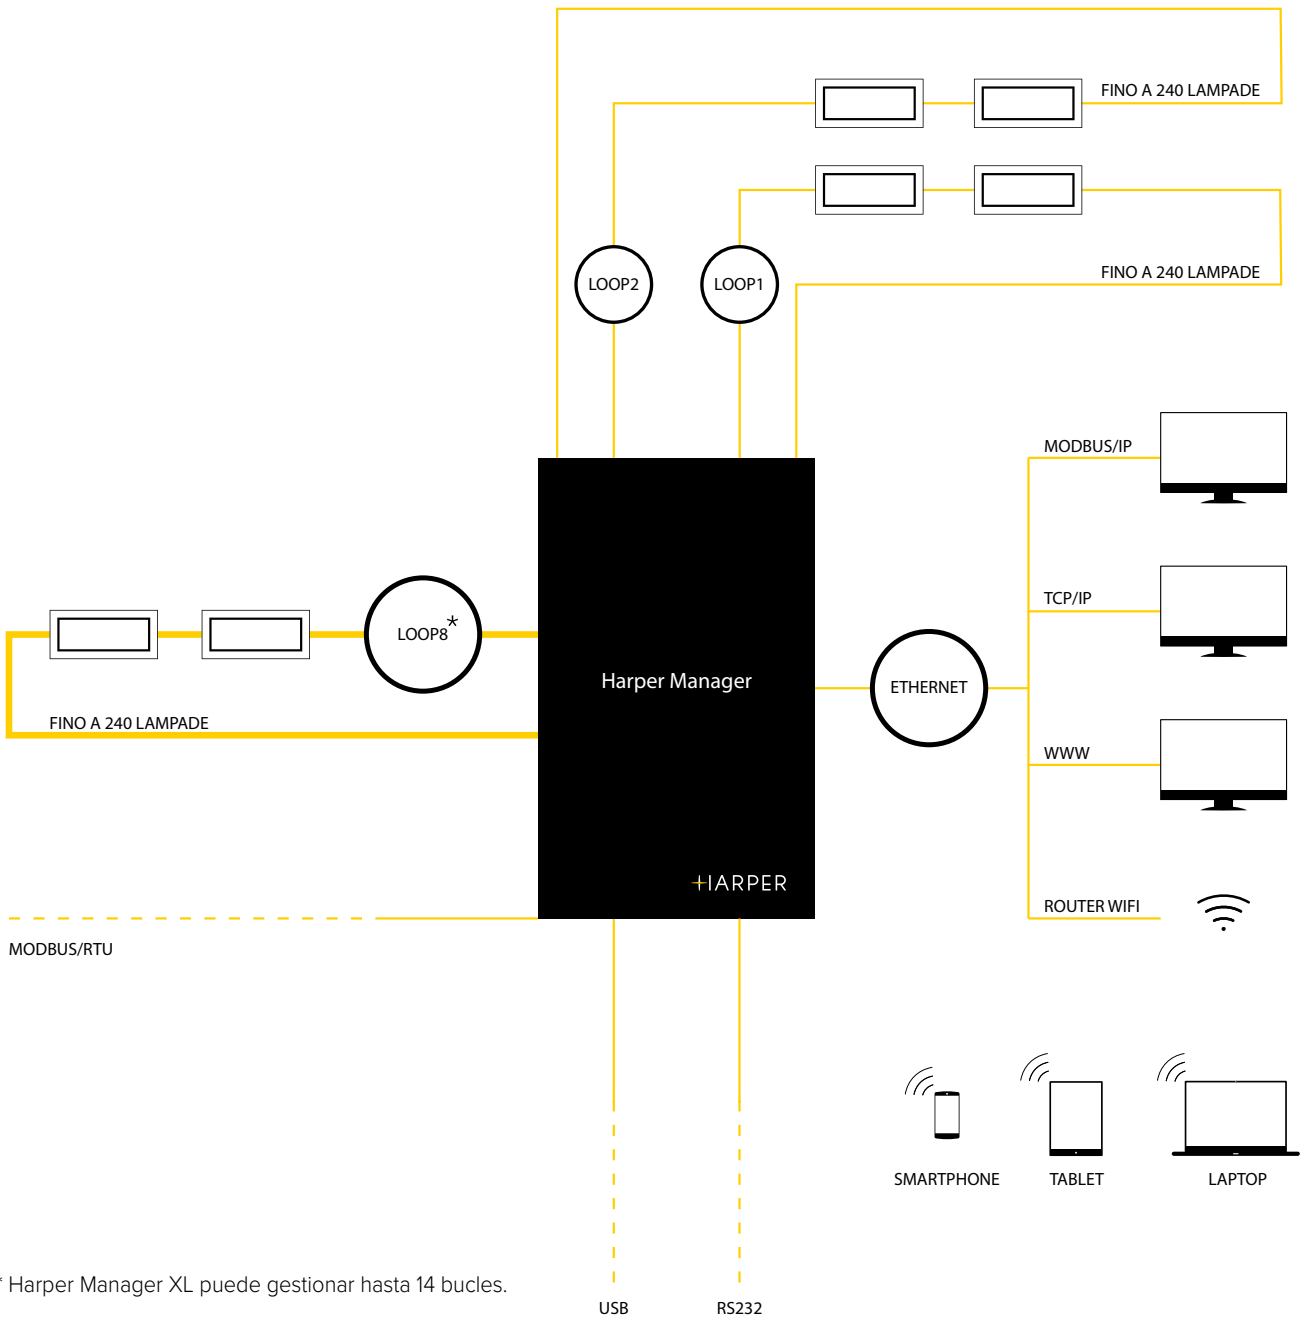 FINO A 240 LAMPADE
FINO A 240 LAMPADE
LOOP2
LOOP1
MODBUS/IP
TCP/IP
LOOP8*
Harper Manager
ETHERNET
FINO A 240 LAMPADE
WWW
HARPER
ROUTER WIFI
MODBUS/RTU
SMARTPHONE
TABLET
LAPTOP
* Harper Manager XL puede gestionar hasta 14 bucles.
USB
RS232